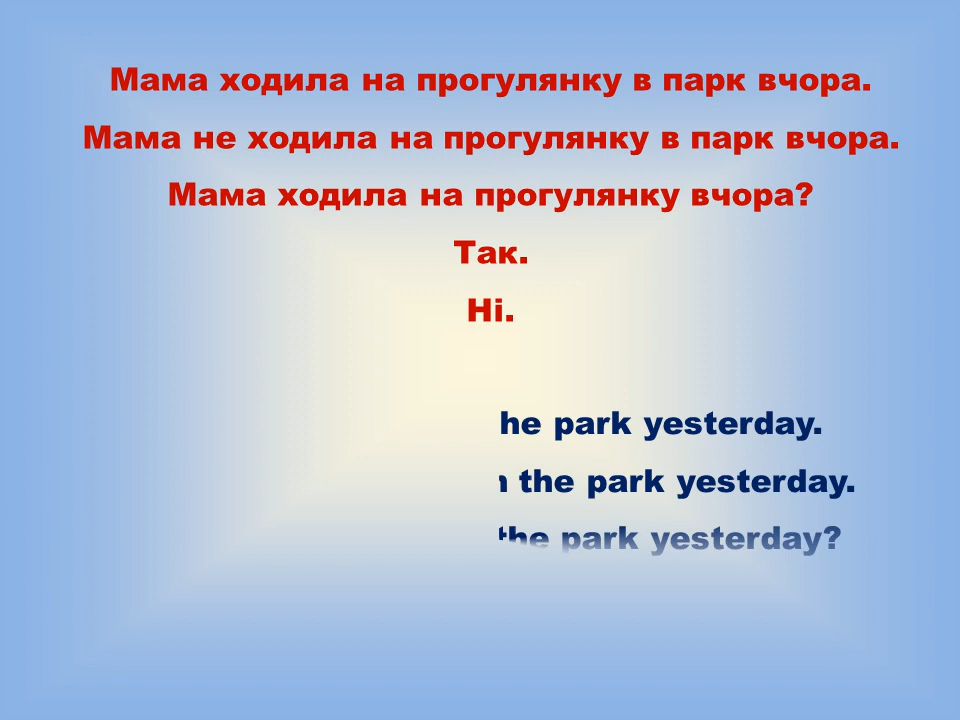 Мама ходила на прогулянку в парк вчора.
Мама не ходила на прогулянку в парк вчора.
Мама ходила на прогулянку вчора?
Так.
Ні.
park yesterday.
the park yesterday.
the park yesterday?